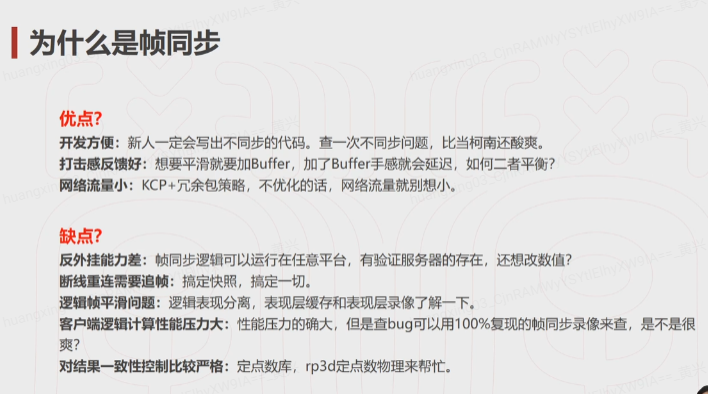 为什么是帧同步
优点?
开发方便：新人一定会写出不同步的代码。查一次不同步问题，比当柯南还酸爽。
打击感反馈好：想要平滑就要加Buffer，加了Buffer手感就会延迟，如何二者平衡?
网络流量小：KCP+冗余包策略，不优化的话，网络流量就别想小。
缺点?
反外挂能力差：帧同步逻辑可以运行在任意平台，有验证服务器的存在，还想改数值?
断线重连需要追帧：搞定快照，搞定一切。
逻辑帧平滑问题：逻辑表现分离，表现层缓存和表现层录像了解一下。
客户端逻辑计算性能压力大：性能压力的确大，但是查bug可以用100%复现的帧同步录像来查，是不是很
爽?
对结果一致性控制比较严格：定点数库，rp3d定点数物理来帮忙。